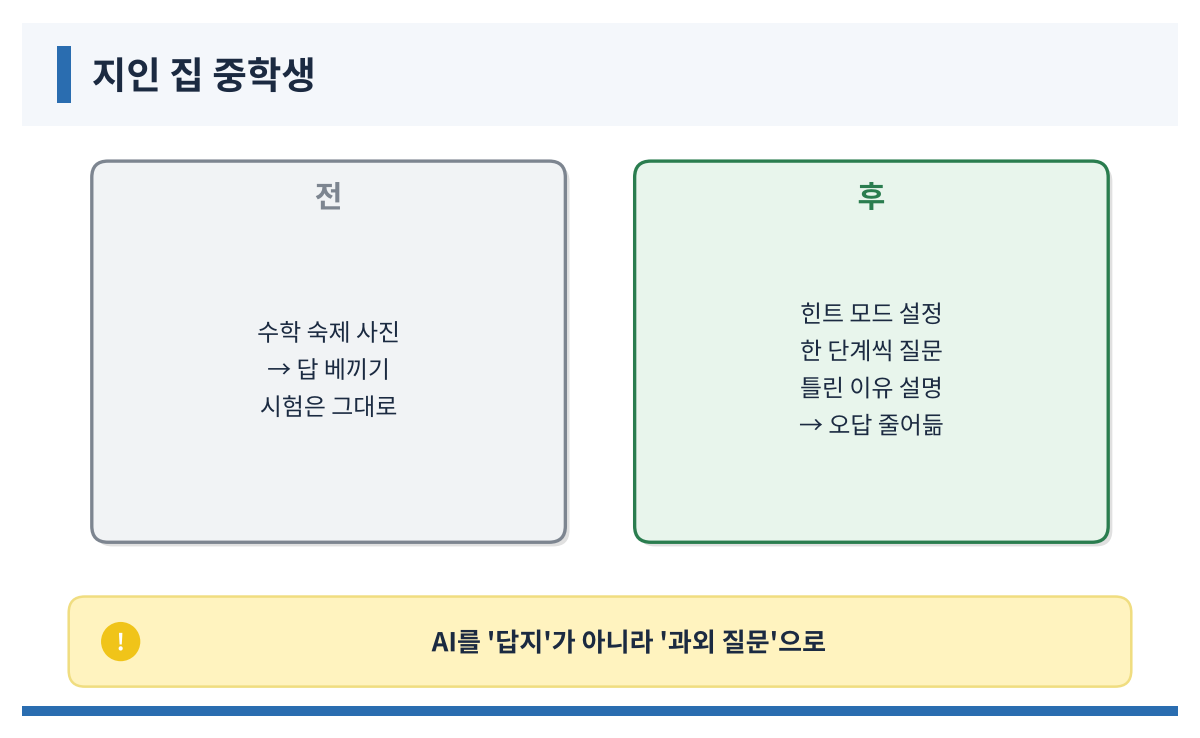 지인 집 중학생
전
수학 숙제 사진
→ 답 베끼기
시험은 그대로
후
힌트 모드 설정
한 단계씩 질문
틀린 이유 설명
→ 오답 줄어듦
! AI를 '답지'가 아니라 '과외 질문'으로